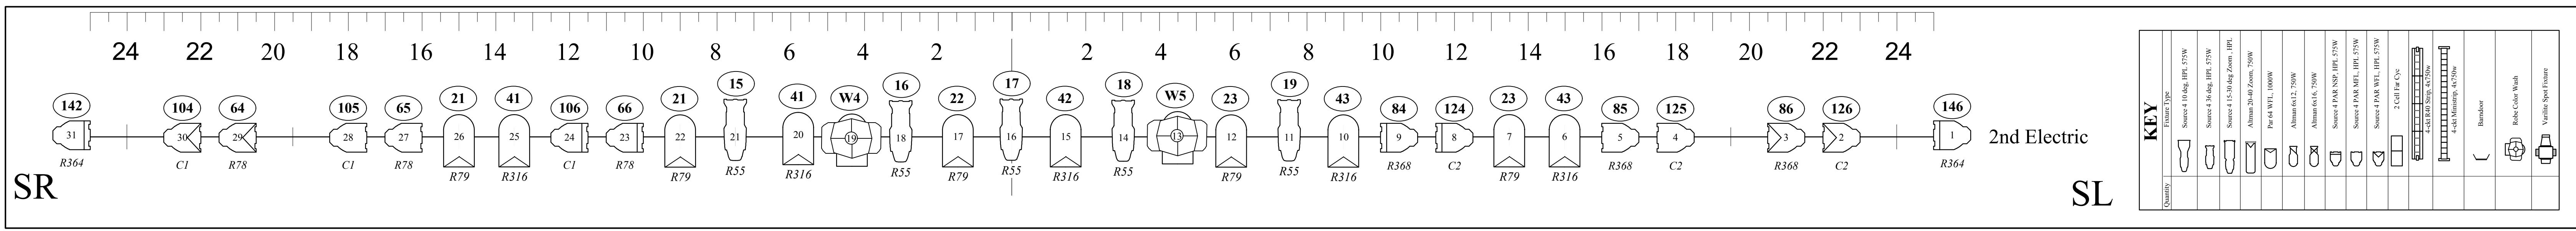 24 22 20 18 16 14 12 10 8 6 4 2 2 4 6 8 10 12 14 16 18 20 22 24
142 104 64 105 65 21 41 106 66 21 15 41 W4 16 22 17 42 18 W5 23 19 43 84 124 23 43 85 125 86 126 146
31 30 29 28 27 26 25 24 23 22 21 20 19 18 17 16 15 14 13 12 11 10 9 8 7 6 5 4 3 2 1
2nd Electric
R364 C1 R78 C1 R78 R79 R316 C1 R78 R79 R55 R316 R55 R79 R55 R316 R55 R79 R55 R316 R368 C2 R79 R316 R368 C2 R368 C2 R364
SR
SL
KEY
Fixture Type
Quantity
Source 4 10 deg, HPL 575W
Source 4 36 deg, HPL 575W
Source 4 15-30 deg Zoom , HPL
Altman 20-40 Zoom, 750W
Par 64 WFL, 1000W
Altman 6x12, 750W
Altman 6x16, 750W
Source 4 PAR NSP, HPL 575W
Source 4 PAR MFL, HPL 575W
Source 4 PAR WFL, HPL 575W
2 Cell Far Cyc
4-ckt R40 Strip, 4x750w
4-ckt Ministrip, 4x750w
Barndoor
Robe Color Wash
Varilite Spot Fixture